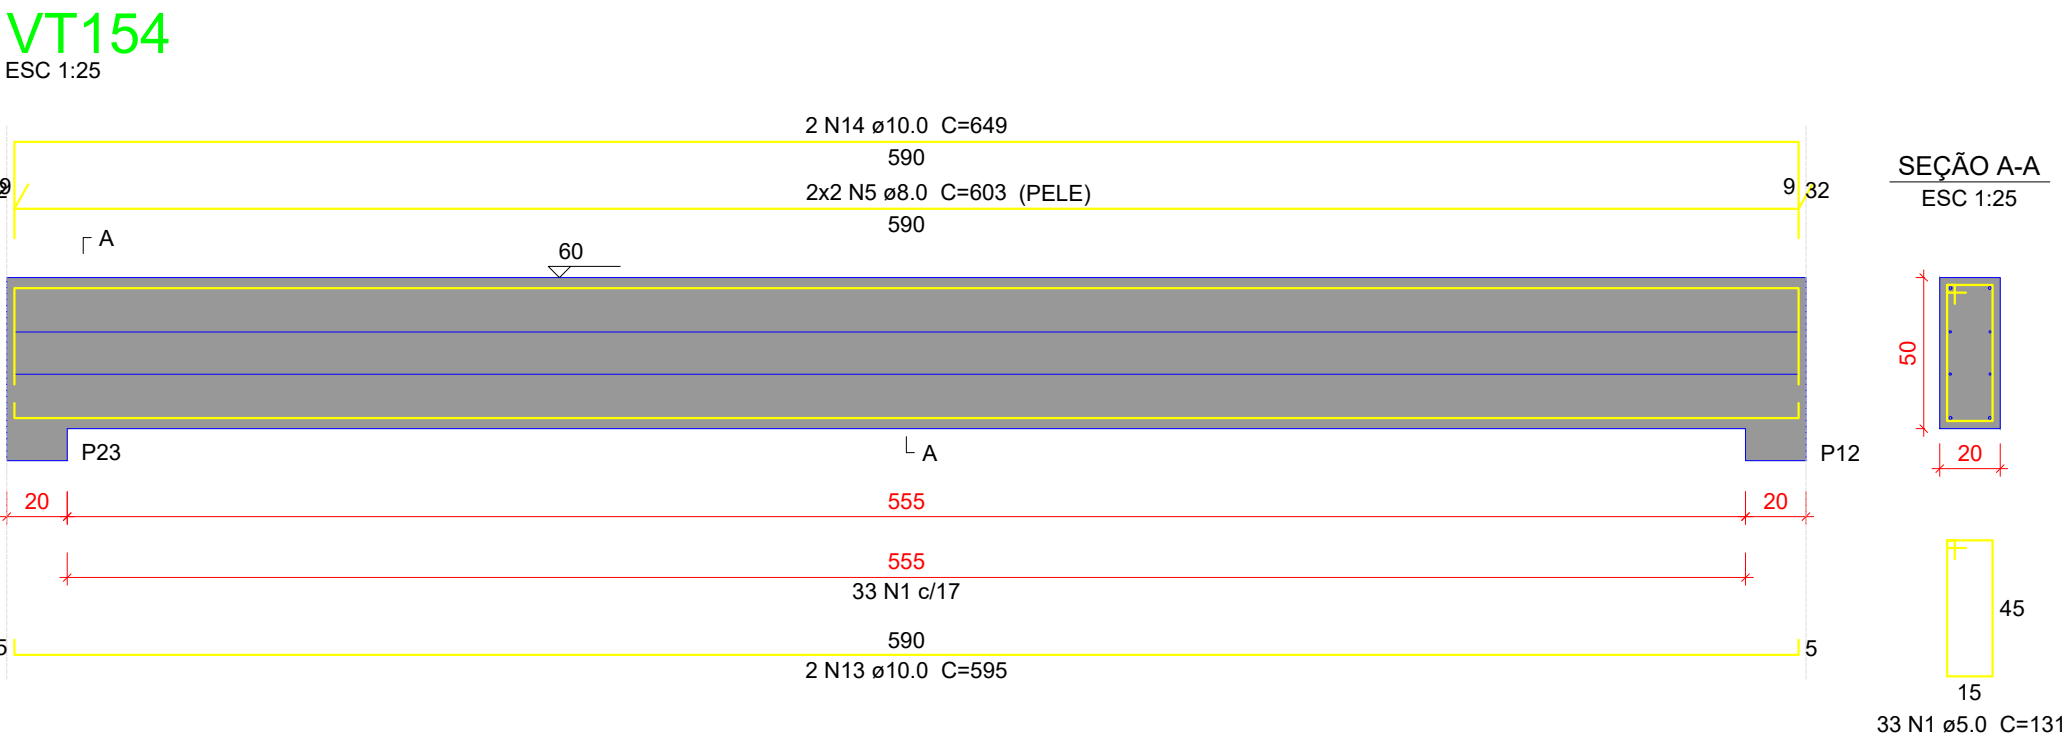 VT154
ESC 1:25
2 N14 ø10.0 C=649
590
2x2 N5 ø8.0 C=603 (PELE)
590
9
9
32
A
60
P23
A
P12
20
555
20
555
33 N1 c/17
590
5
5
2 N13 ø10.0 C=595
SEÇÃO A-A
ESC 1:25
50
20
45
15
33 N1 ø5.0 C=131